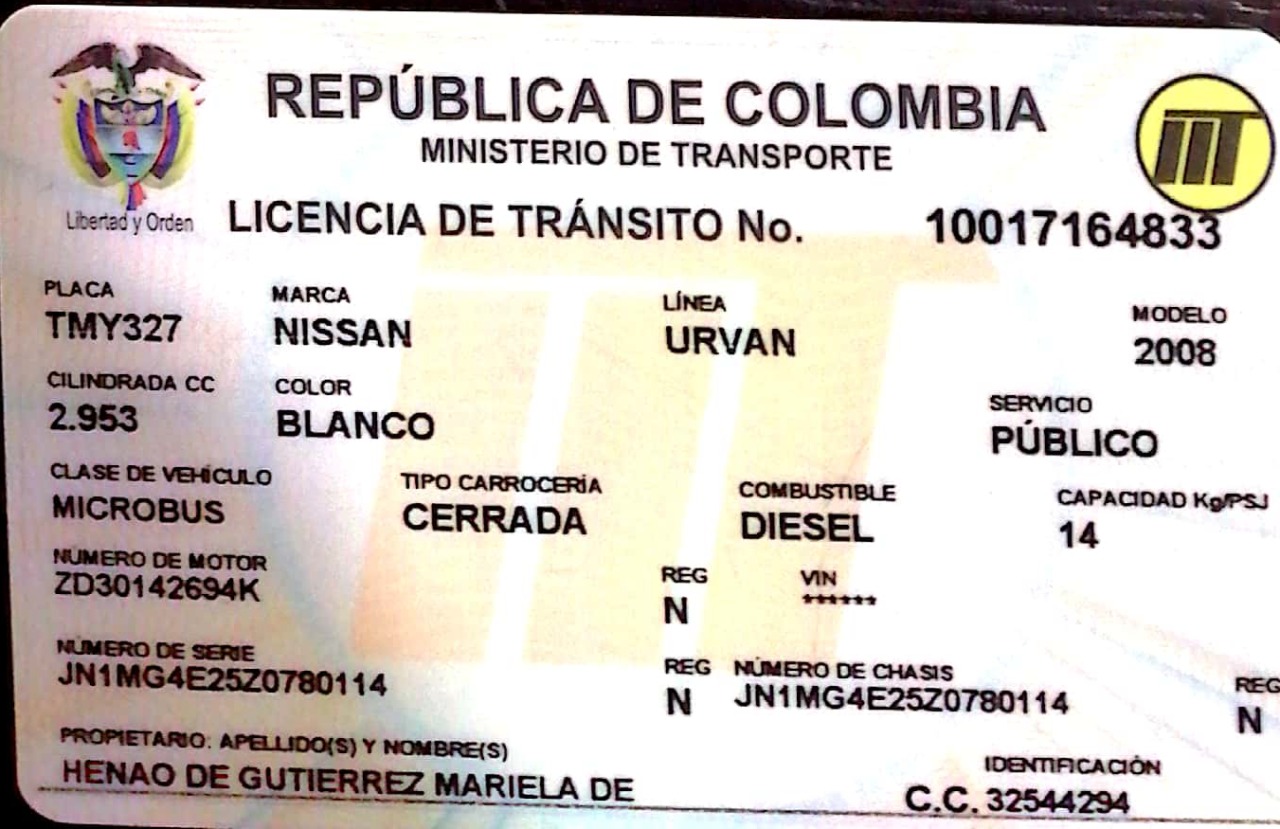 REPÚBLICA DE COLOMBIA
MINISTERIO DE TRANSPORTE
Libertad y Orden
LICENCIA DE TRÁNSITO No. 10017164833
PLACA MARCA LÍNEA MODELO
TMY327 NISSAN URVAN 2008
CILINDRADA CC COLOR SERVICIO
2.953 BLANCO PÚBLICO
CLASE DE VEHÍCULO TIPO CARROCERÍA COMBUSTIBLE CAPACIDAD Kg/PSJ
MICROBUS CERRADA DIESEL 14
NÚMERO DE MOTOR REG VIN
ZD30142694K N ******
NÚMERO DE SERIE REG NÚMERO DE CHASIS REG
JN1MG4E25Z0780114 N JN1MG4E25Z0780114 N
PROPIETARIO: APELLIDO(S) Y NOMBRE(S) IDENTIFICACIÓN
HENAO DE GUTIERREZ MARIELA DE C.C. 32544294